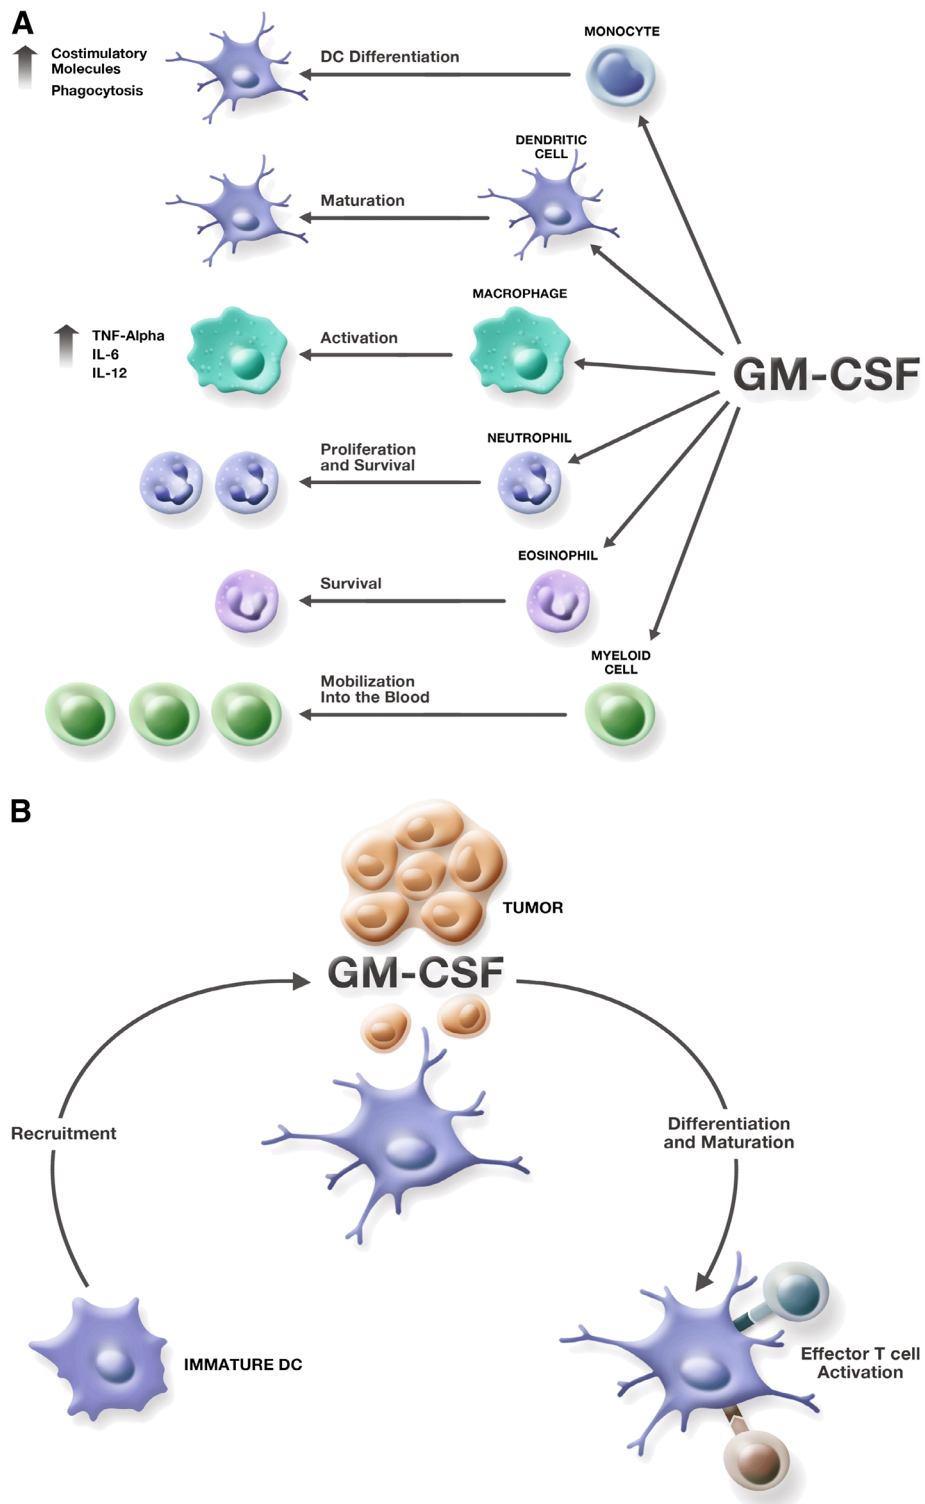 A
Costimulatory
Molecules
Phagocytosis
DC Differentiation
MONOCYTE
DENDRITIC
CELL
Maturation
MACROPHAGE
TNF-Alpha
IL-6
IL-12
Activation
GM-CSF
NEUTROPHIL
Proliferation
and Survival
EOSINOPHIL
Survival
MYELOID
CELL
Mobilization
Into the Blood
B
TUMOR
GM-CSF
Recruitment
Differentiation
and Maturation
IMMATURE DC
Effector T cell
Activation